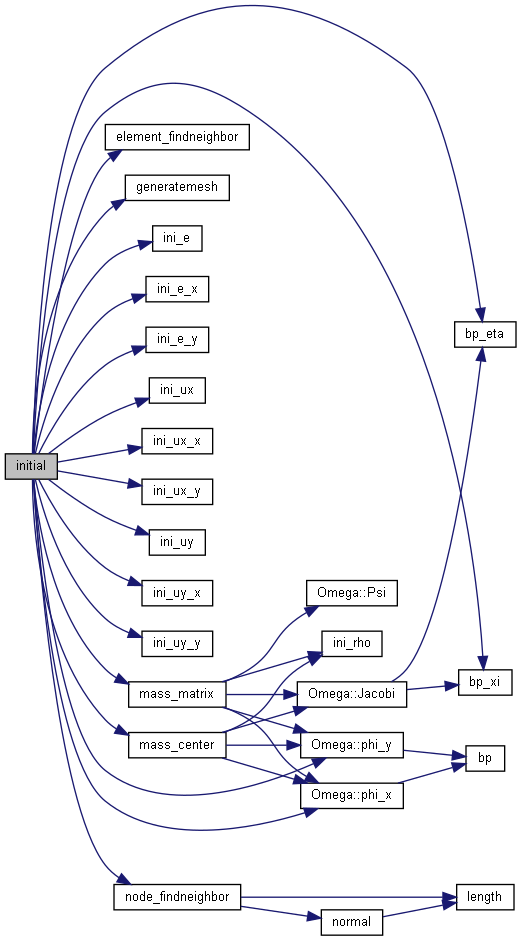 element_findneighbor
generatemesh
ini_e
ini_e_x
bp_eta
ini_e_y
ini_ux
ini_ux_x
initial
ini_ux_y
ini_uy
ini_uy_x
Omega::Psi
ini_uy_y
ini_rho
mass_matrix
Omega::Jacobi
bp_xi
mass_center
Omega::phi_y
bp
Omega::phi_x
node_findneighbor
length
normal